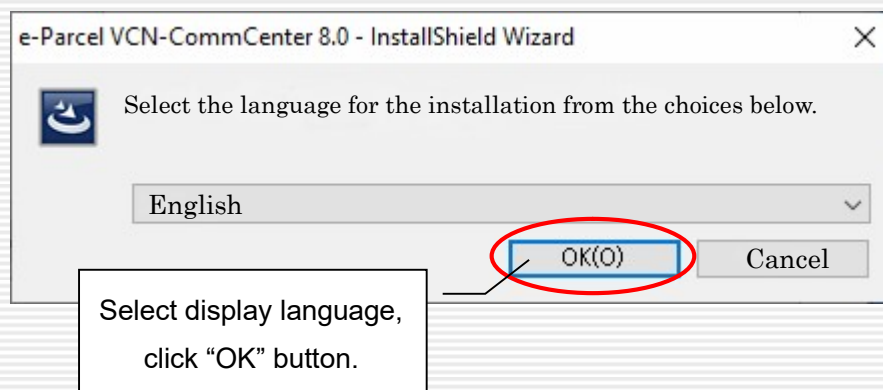 e-Parcel VCN-CommCenter 8.0 - InstallShield Wizard
Select the language for the installation from the choices below.
English
OK(O)
Cancel
Select display language,
click “OK” button.